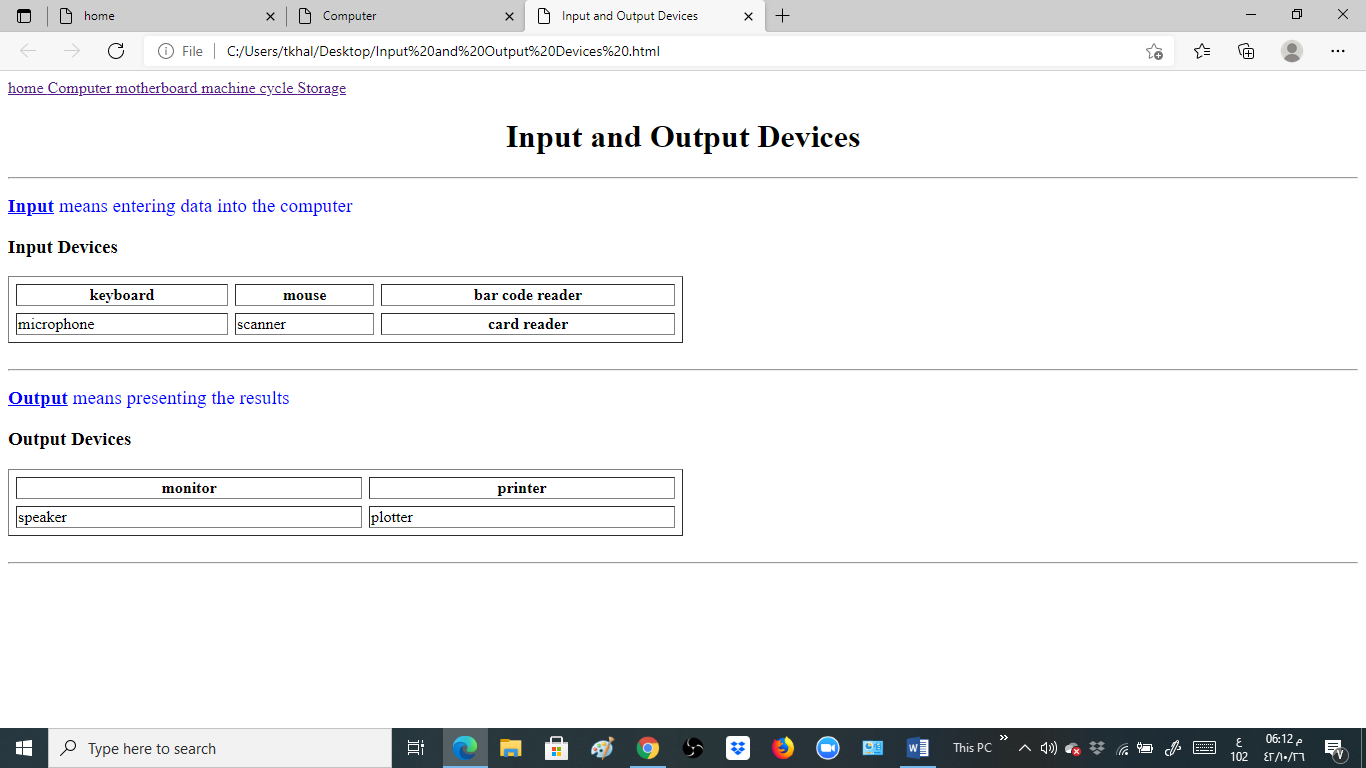 home
Computer
Input and Output Devices
File
C:/Users/tkhal/Desktop/Input%20and%20Output%20Devices%20.html
home Computer motherboard machine cycle Storage
Input and Output Devices
Input means entering data into the computer
Input Devices
keyboard mouse bar code reader
microphone scanner card reader
Output means presenting the results
Output Devices
monitor printer
speaker plotter
Type here to search
This PC
ع
102
06:12 م
٤٣/١٠/٢٦